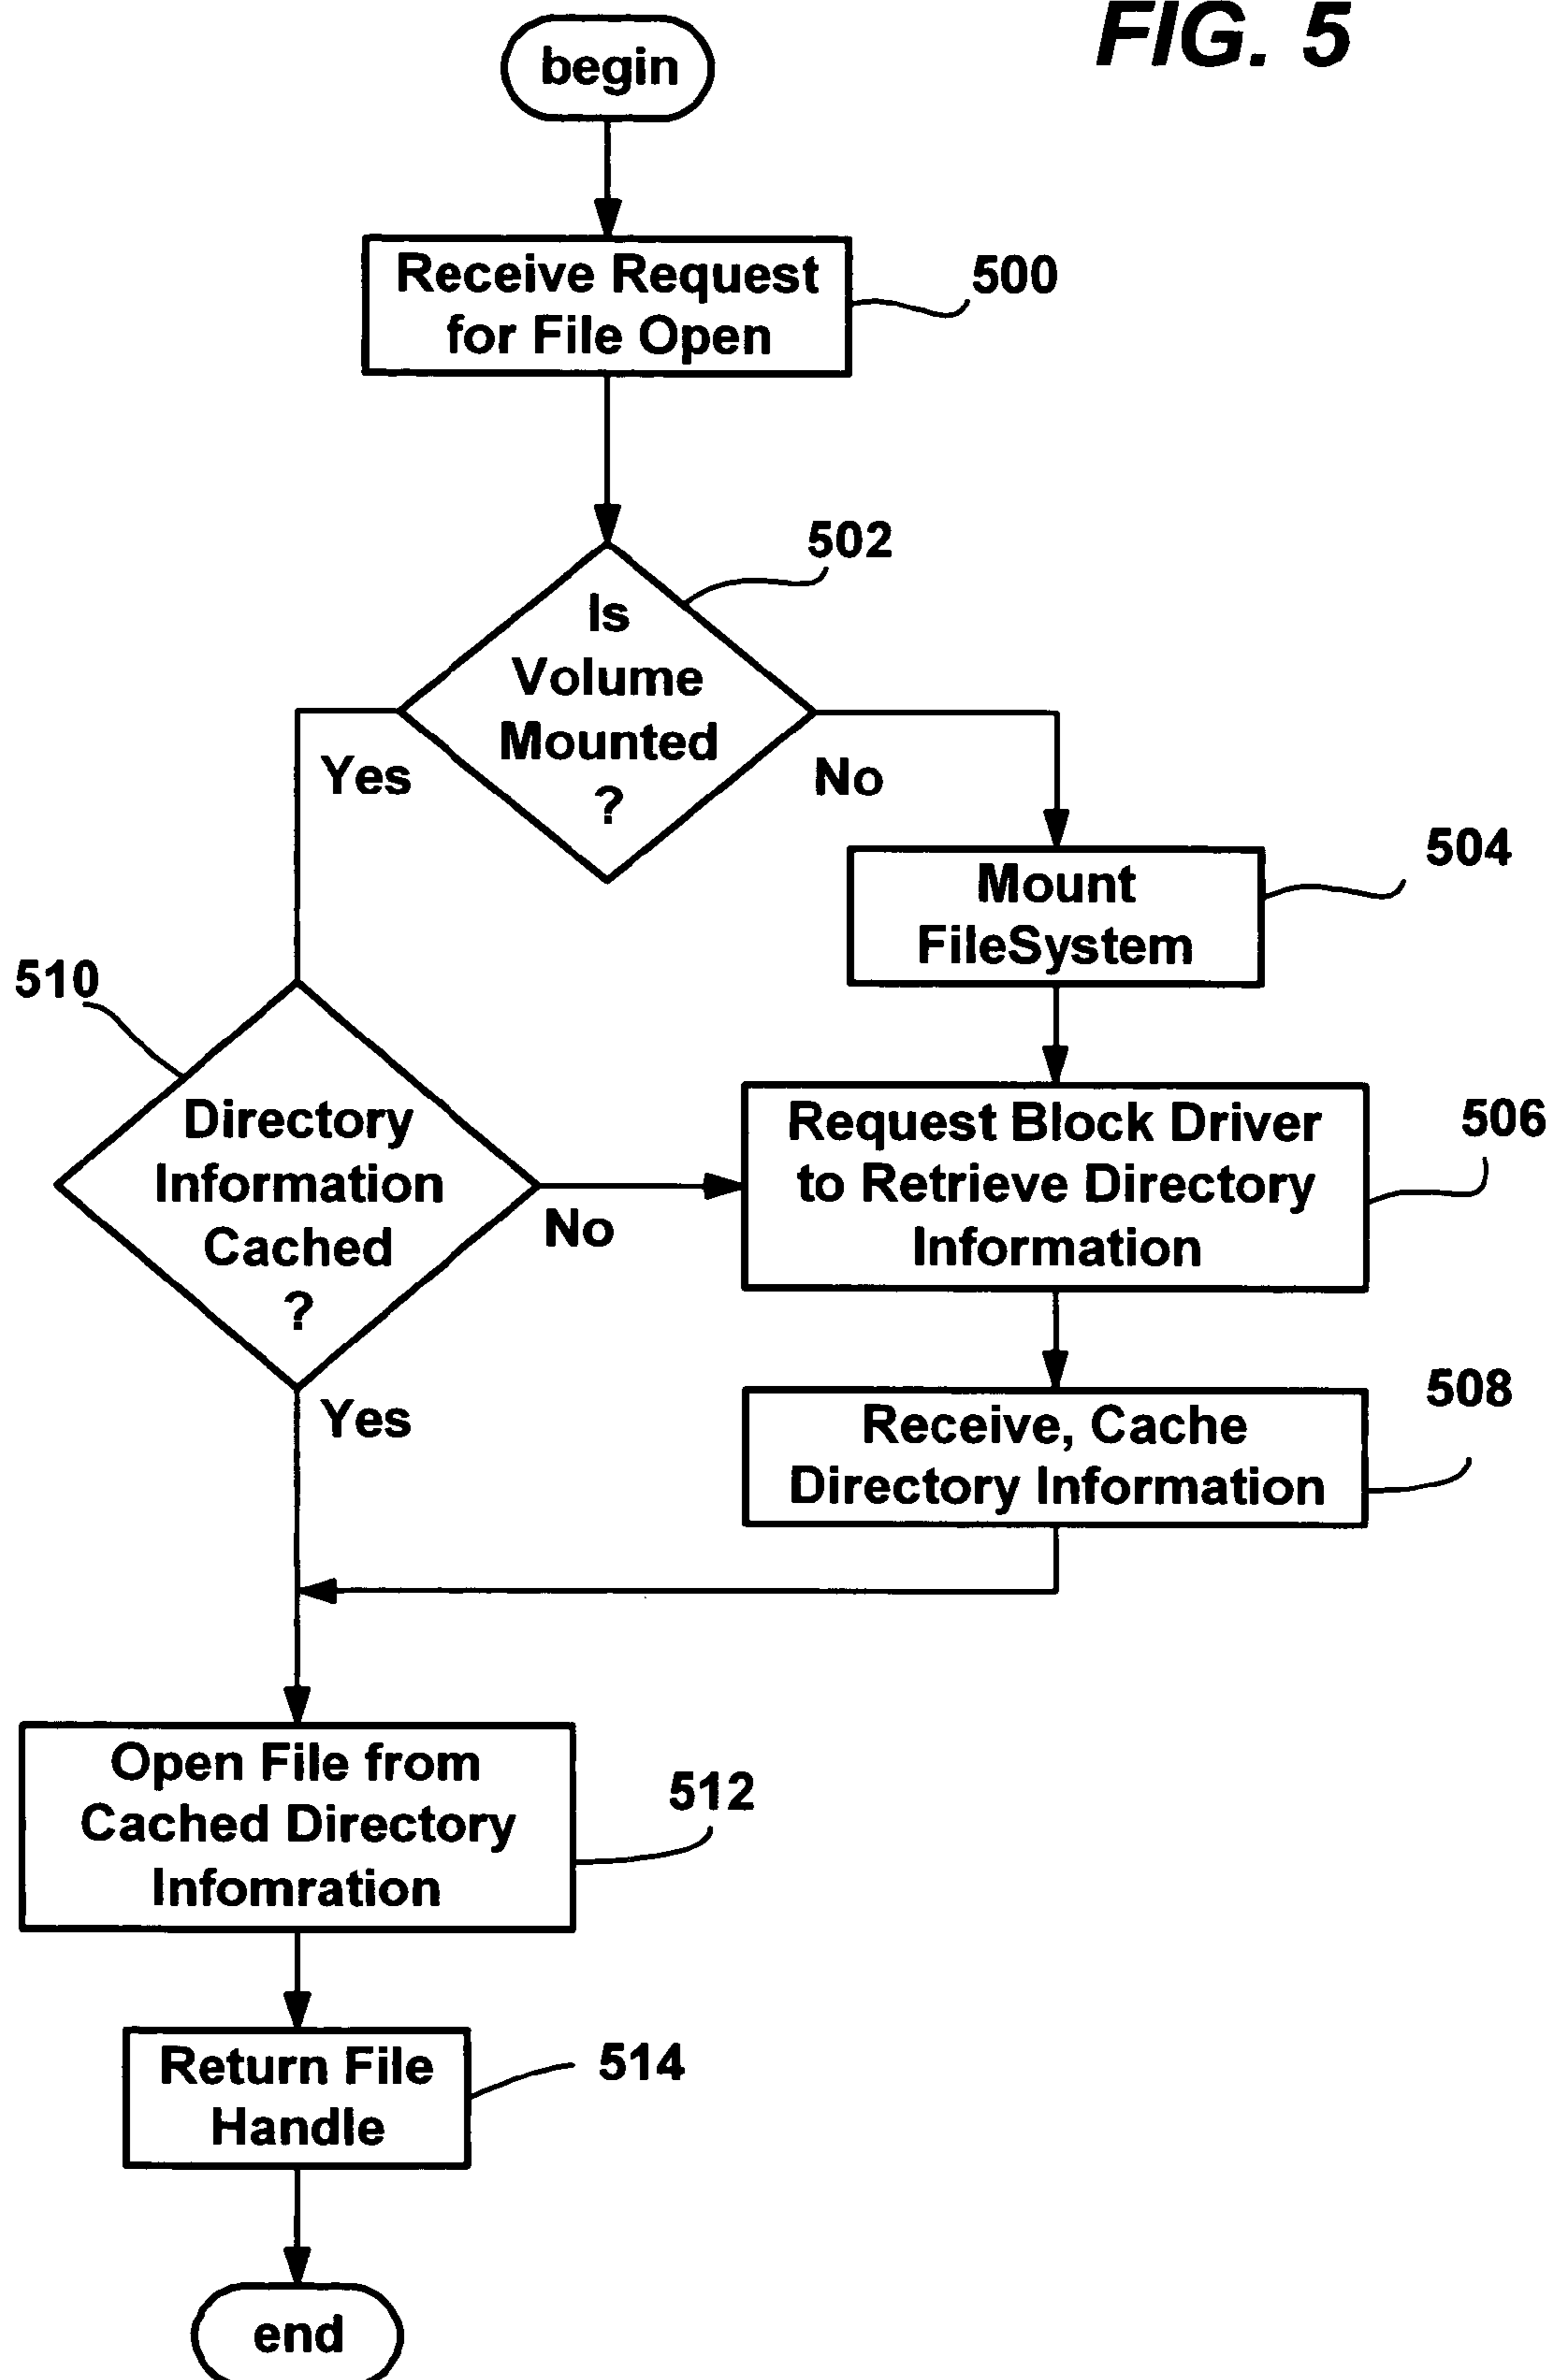 FIG. 5
begin
Receive Request
for File Open
500
502
Is
Volume
Mounted
?
Yes
No
504
Mount
FileSystem
510
Directory
Information
Cached
?
No
Yes
Request Block Driver
to Retrieve Directory
Information
506
Receive, Cache
Directory Information
508
Open File from
Cached Directory
Infomration
512
Return File
Handle
514
end